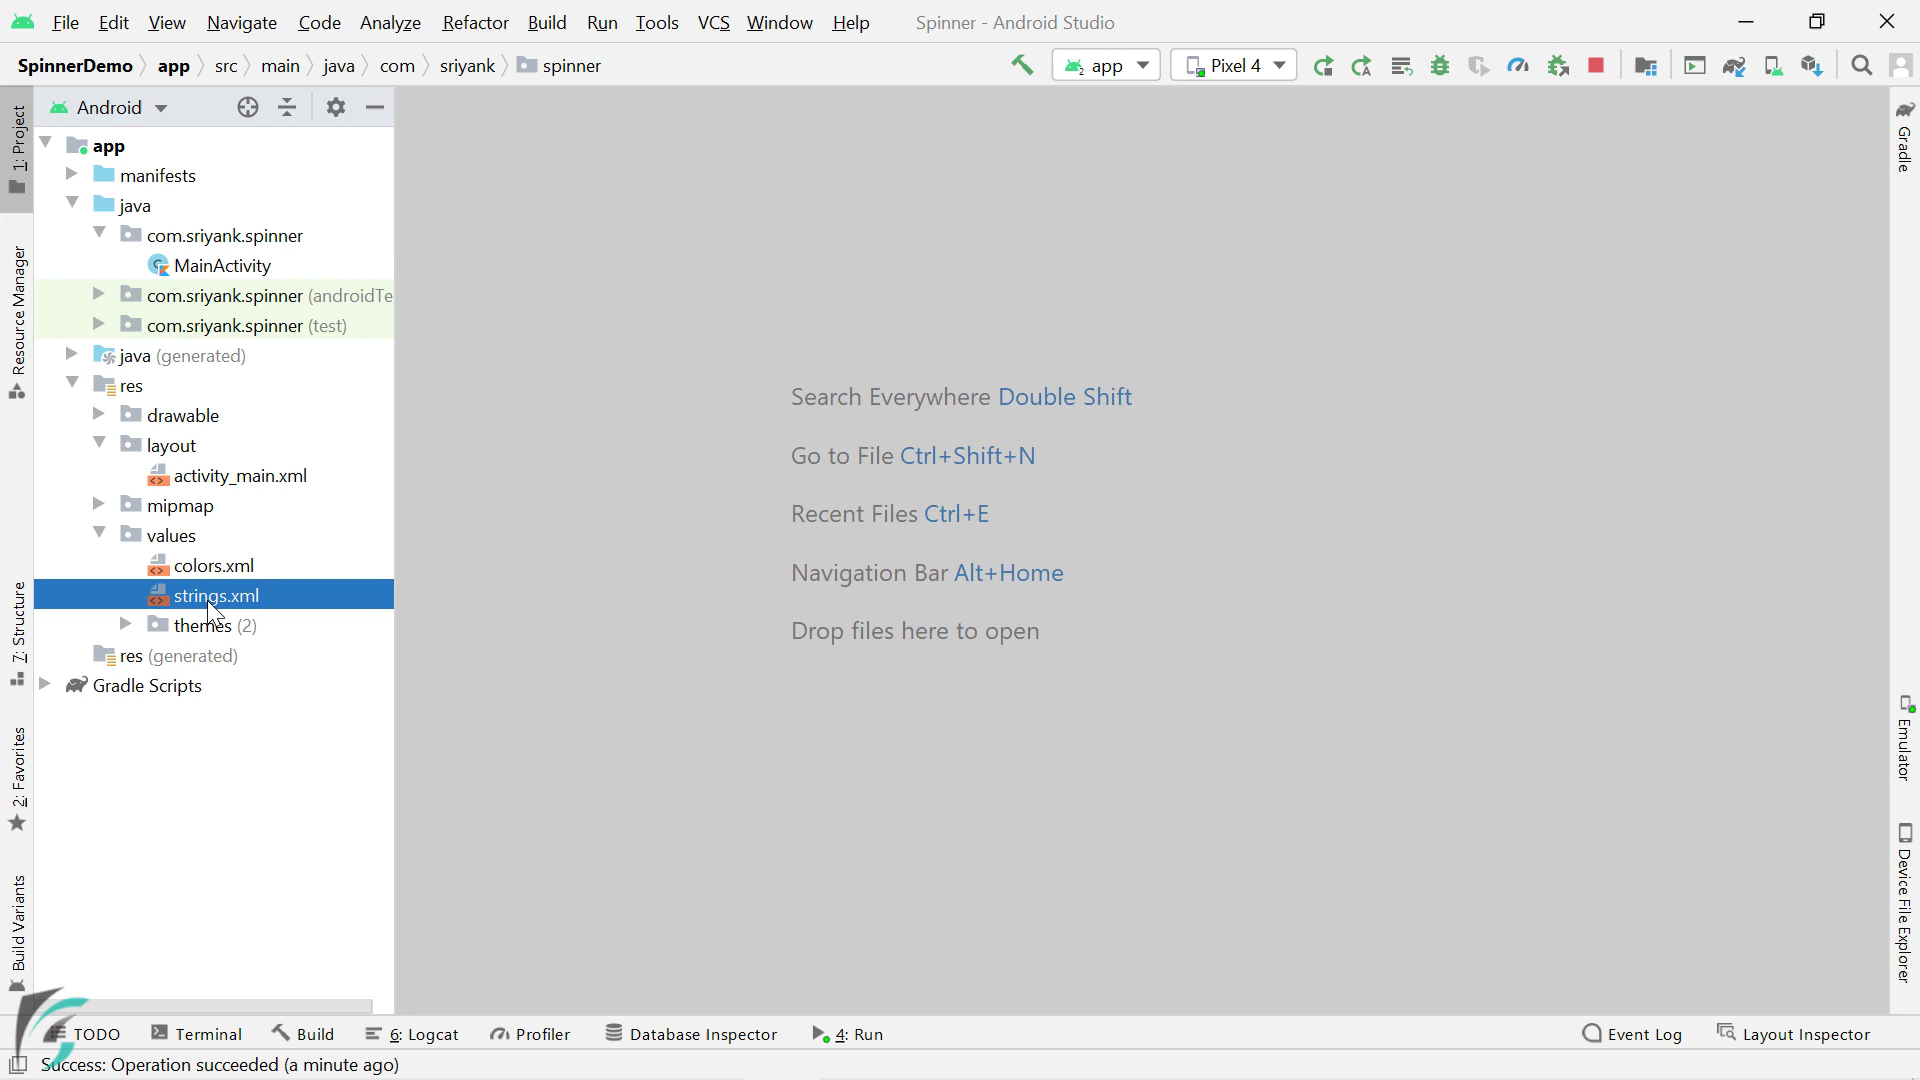 File Edit View Navigate Code Analyze Refactor Build Run Tools VCS Window Help Spinner - Android Studio
SpinnerDemo app src main java com sriyank spinner app Pixel 4
Android
1: Project
Resource Manager
7: Structure
2: Favorites
Build Variants
app
manifests
java
com.sriyank.spinner
MainActivity
com.sriyank.spinner (androidTe
com.sriyank.spinner (test)
java (generated)
res
drawable
layout
activity_main.xml
mipmap
values
colors.xml
strings.xml
themes (2)
res (generated)
Gradle Scripts
Search Everywhere Double Shift
Go to File Ctrl+Shift+N
Recent Files Ctrl+E
Navigation Bar Alt+Home
Drop files here to open
Gradle
Emulator
Device File Explorer
TODO Terminal Build 6: Logcat Profiler Database Inspector 4: Run Event Log Layout Inspector
Success: Operation succeeded (a minute ago)